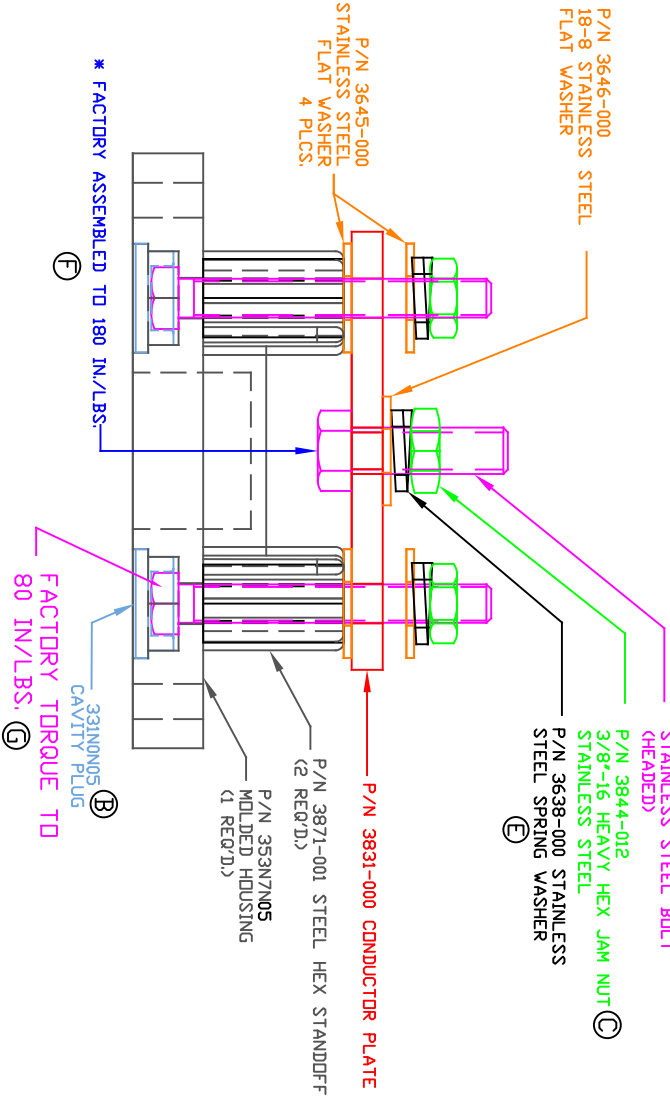 P/N 3646-000
18-8 STAINLESS STEEL
FLAT WASHER
P/N 3645-000
STAINLESS STEEL
FLAT WASHER
4 PLCS.
* FACTORY ASSEMBLED TO 180 IN./LBS.
F
STAINLESS STEEL BOLT
(HEADED)
P/N 3844-012
3/8"-16 HEAVY HEX JAM NUT
STAINLESS STEEL
C
P/N 3638-000 STAINLESS
STEEL SPRING WASHER
E
P/N 3831-000 CONDUCTOR PLATE
P/N 3871-001 STEEL HEX STANDOFF
(2 REQ'D.)
P/N 353N7N05
MOLDED HOUSING
(1 REQ'D.)
331N0N05
CAVITY PLUG
B
FACTORY TORQUE TO
80 IN/LBS.
G